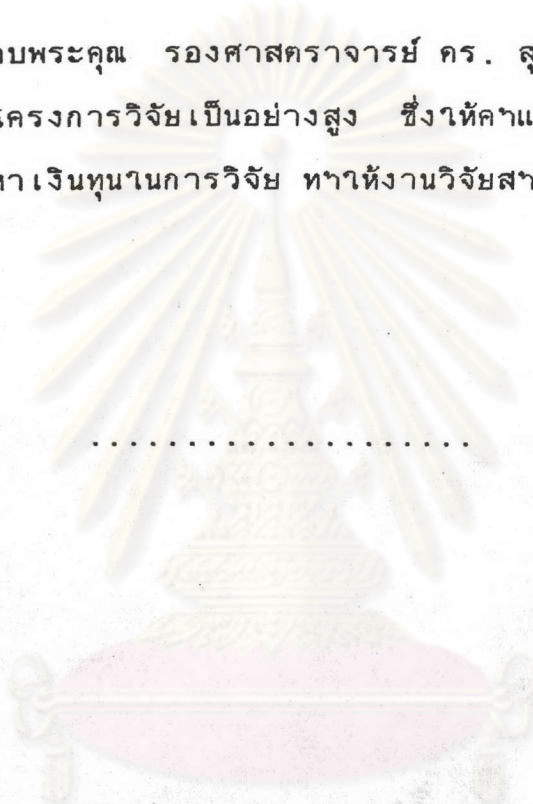 อบพระคุณ รองศาสตราจารย์ ดร. สุ
โครงการวิจัยเป็นอย่างสูง ซึ่งให้คำแ
หาเงินทุนในการวิจัย ทำให้งานวิจัยสำ
.....................